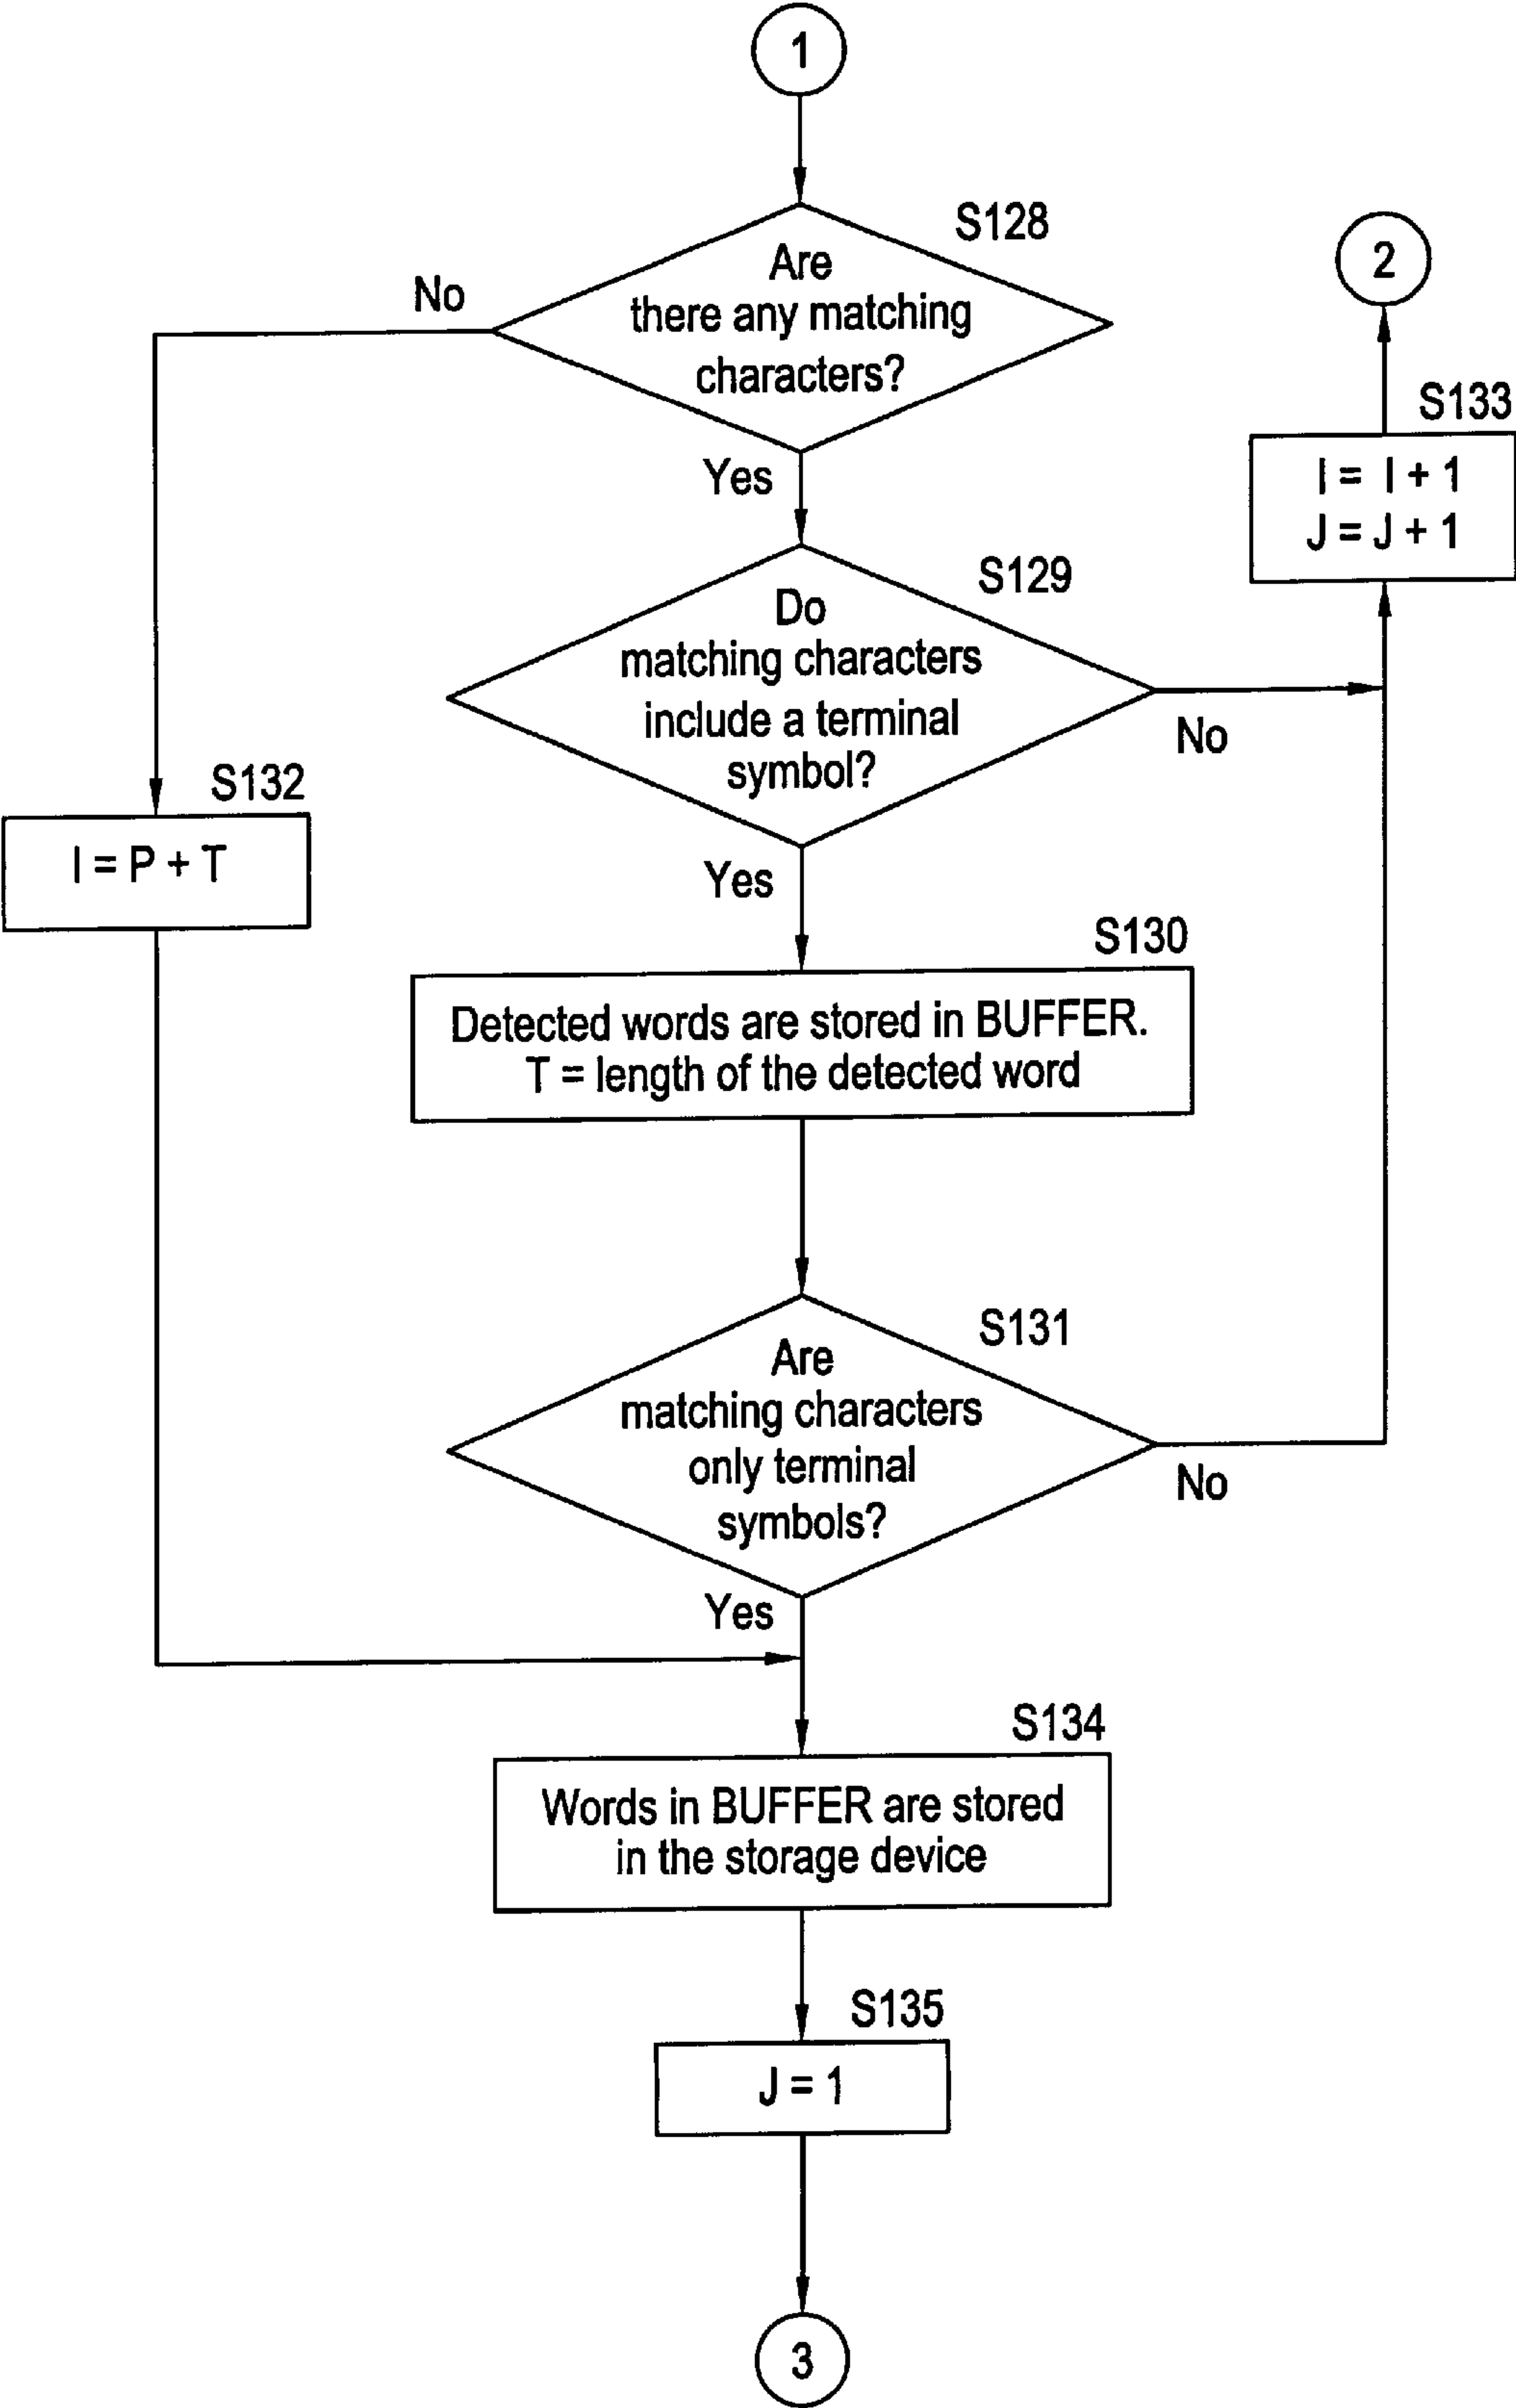 1
S128
Are
there any matching
characters?
No
Yes
2
S133
I = I + 1
J = J + 1
S129
Do
matching characters
include a terminal
symbol?
No
Yes
S132
I = P + T
S130
Detected words are stored in BUFFER.
T = length of the detected word
S131
Are
matching characters
only terminal
symbols?
No
Yes
S134
Words in BUFFER are stored
in the storage device
S135
J = 1
3